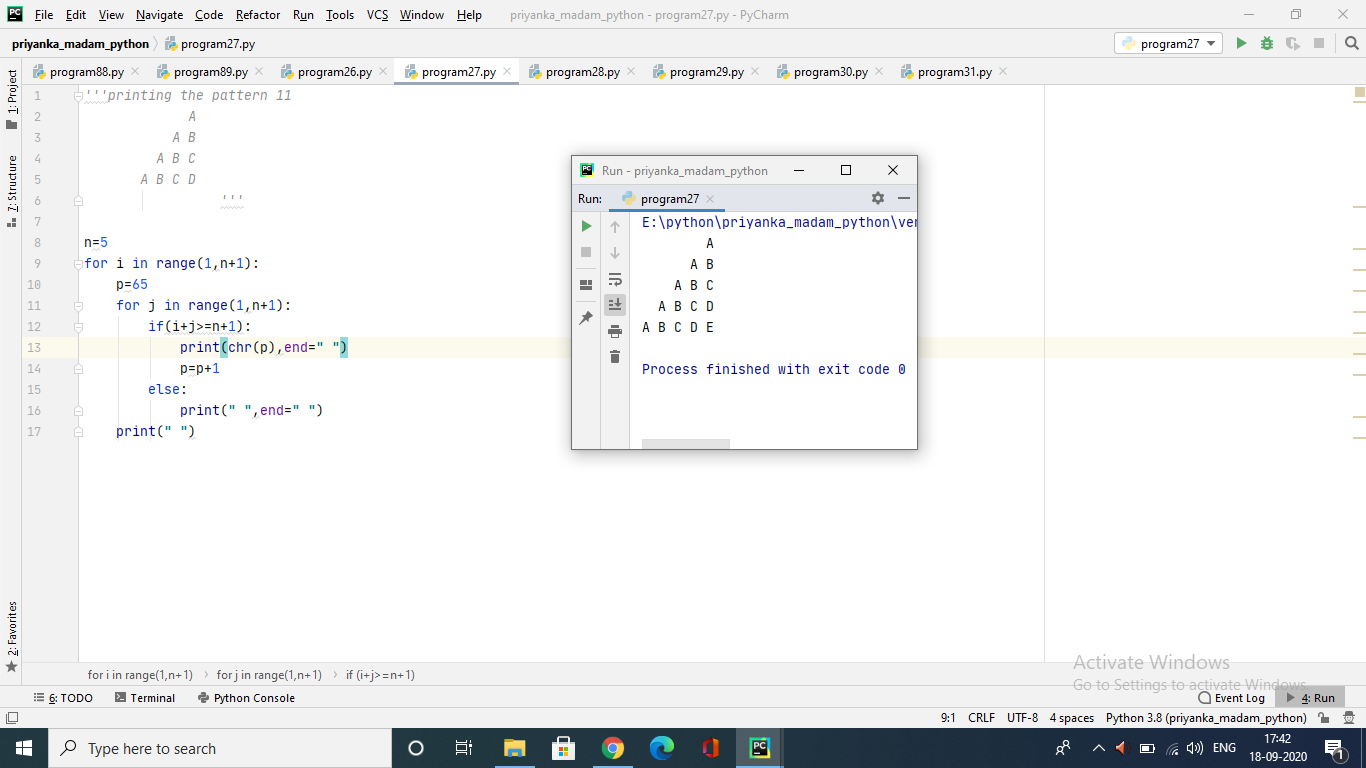 File Edit View Navigate Code Refactor Run Tools VCS Window Help priyanka_madam_python - program27.py - PyCharm
priyanka_madam_python program27.py program27
program88.py program89.py program26.py program27.py program28.py program29.py program30.py program31.py
1: Project
7: Structure
2: Favorites
1 '''printing the pattern 11
2 A
3 A B
4 A B C
5 A B C D
6 '''
7
8 n=5
9 for i in range(1,n+1):
10 p=65
11 for j in range(1,n+1):
12 if(i+j>=n+1):
13 print(chr(p),end=" ")
14 p=p+1
15 else:
16 print(" ",end=" ")
17 print(" ")
Run - priyanka_madam_python
Run: program27
E:\python\priyanka_madam_python\ven
A
A B
A B C
A B C D
A B C D E
Process finished with exit code 0
Activate Windows
Go to Settings to activate Windows.
for i in range(1,n+1) for j in range(1,n+1) if (i+j>=n+1)
6: TODO Terminal Python Console Event Log 4: Run
9:1 CRLF UTF-8 4 spaces Python 3.8 (priyanka_madam_python)
Type here to search ENG 17:42
18-09-2020 1